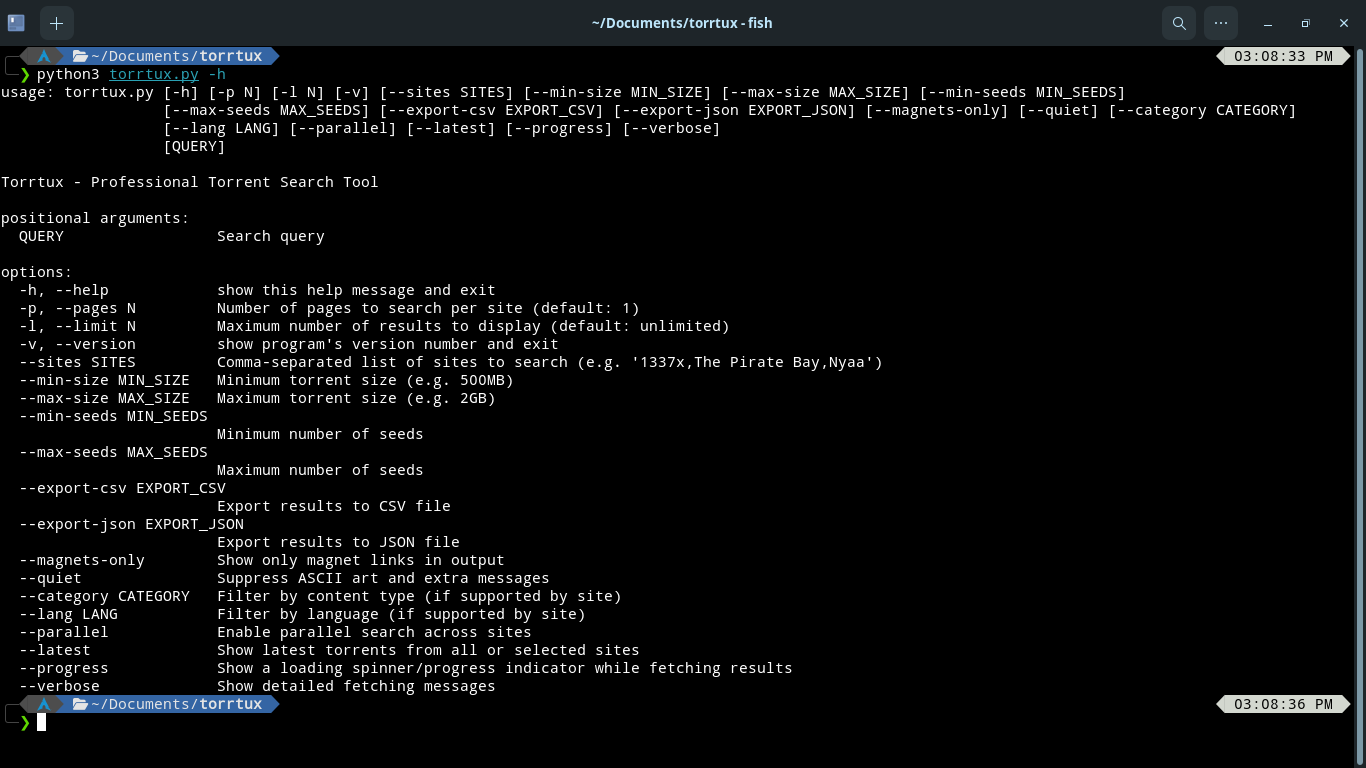 ~/Documents/torrtux - fish
~/Documents/torrtux 03:08:33 PM
❯ python3 torrtux.py -h
usage: torrtux.py [-h] [-p N] [-l N] [-v] [--sites SITES] [--min-size MIN_SIZE] [--max-size MAX_SIZE] [--min-seeds MIN_SEEDS]
[--max-seeds MAX_SEEDS] [--export-csv EXPORT_CSV] [--export-json EXPORT_JSON] [--magnets-only] [--quiet] [--category CATEGORY]
[--lang LANG] [--parallel] [--latest] [--progress] [--verbose]
[QUERY]
Torrtux - Professional Torrent Search Tool
positional arguments:
QUERY Search query
options:
-h, --help show this help message and exit
-p, --pages N Number of pages to search per site (default: 1)
-l, --limit N Maximum number of results to display (default: unlimited)
-v, --version show program's version number and exit
--sites SITES Comma-separated list of sites to search (e.g. '1337x,The Pirate Bay,Nyaa')
--min-size MIN_SIZE Minimum torrent size (e.g. 500MB)
--max-size MAX_SIZE Maximum torrent size (e.g. 2GB)
--min-seeds MIN_SEEDS
Minimum number of seeds
--max-seeds MAX_SEEDS
Maximum number of seeds
--export-csv EXPORT_CSV
Export results to CSV file
--export-json EXPORT_JSON
Export results to JSON file
--magnets-only Show only magnet links in output
--quiet Suppress ASCII art and extra messages
--category CATEGORY Filter by content type (if supported by site)
--lang LANG Filter by language (if supported by site)
--parallel Enable parallel search across sites
--latest Show latest torrents from all or selected sites
--progress Show a loading spinner/progress indicator while fetching results
--verbose Show detailed fetching messages
~/Documents/torrtux 03:08:36 PM
❯